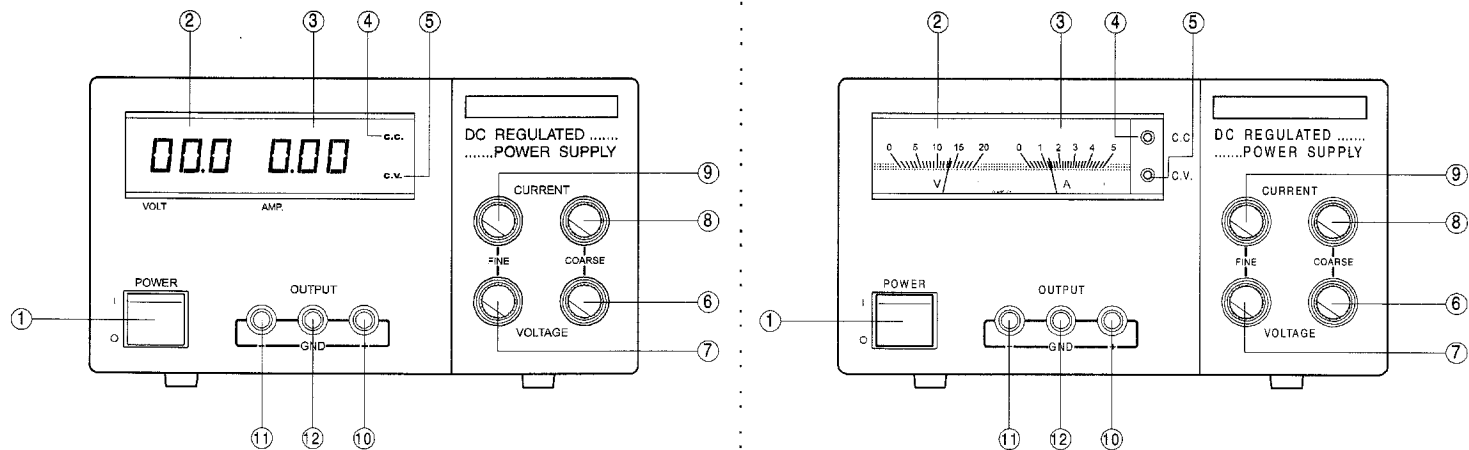 ② ③ ④ ⑤
DC REGULATED .......
.......POWER SUPPLY
C.C.
00.0 0.00
C.V.
VOLT AMP.
CURRENT
⑨
⑧
FINE COARSE
POWER
I
O
①
OUTPUT
GND
⑥
VOLTAGE
⑦
⑪ ⑫ ⑩
② ③ ④ ⑤
DC REGULATED .......
.......POWER SUPPLY
C.C
0 5 10 15 20
0 1 2 3 4 5
V A
C.V.
CURRENT
⑨
⑧
FINE COARSE
POWER
I
O
①
OUTPUT
- GND +
⑥
VOLTAGE
⑦
⑪ ⑫ ⑩